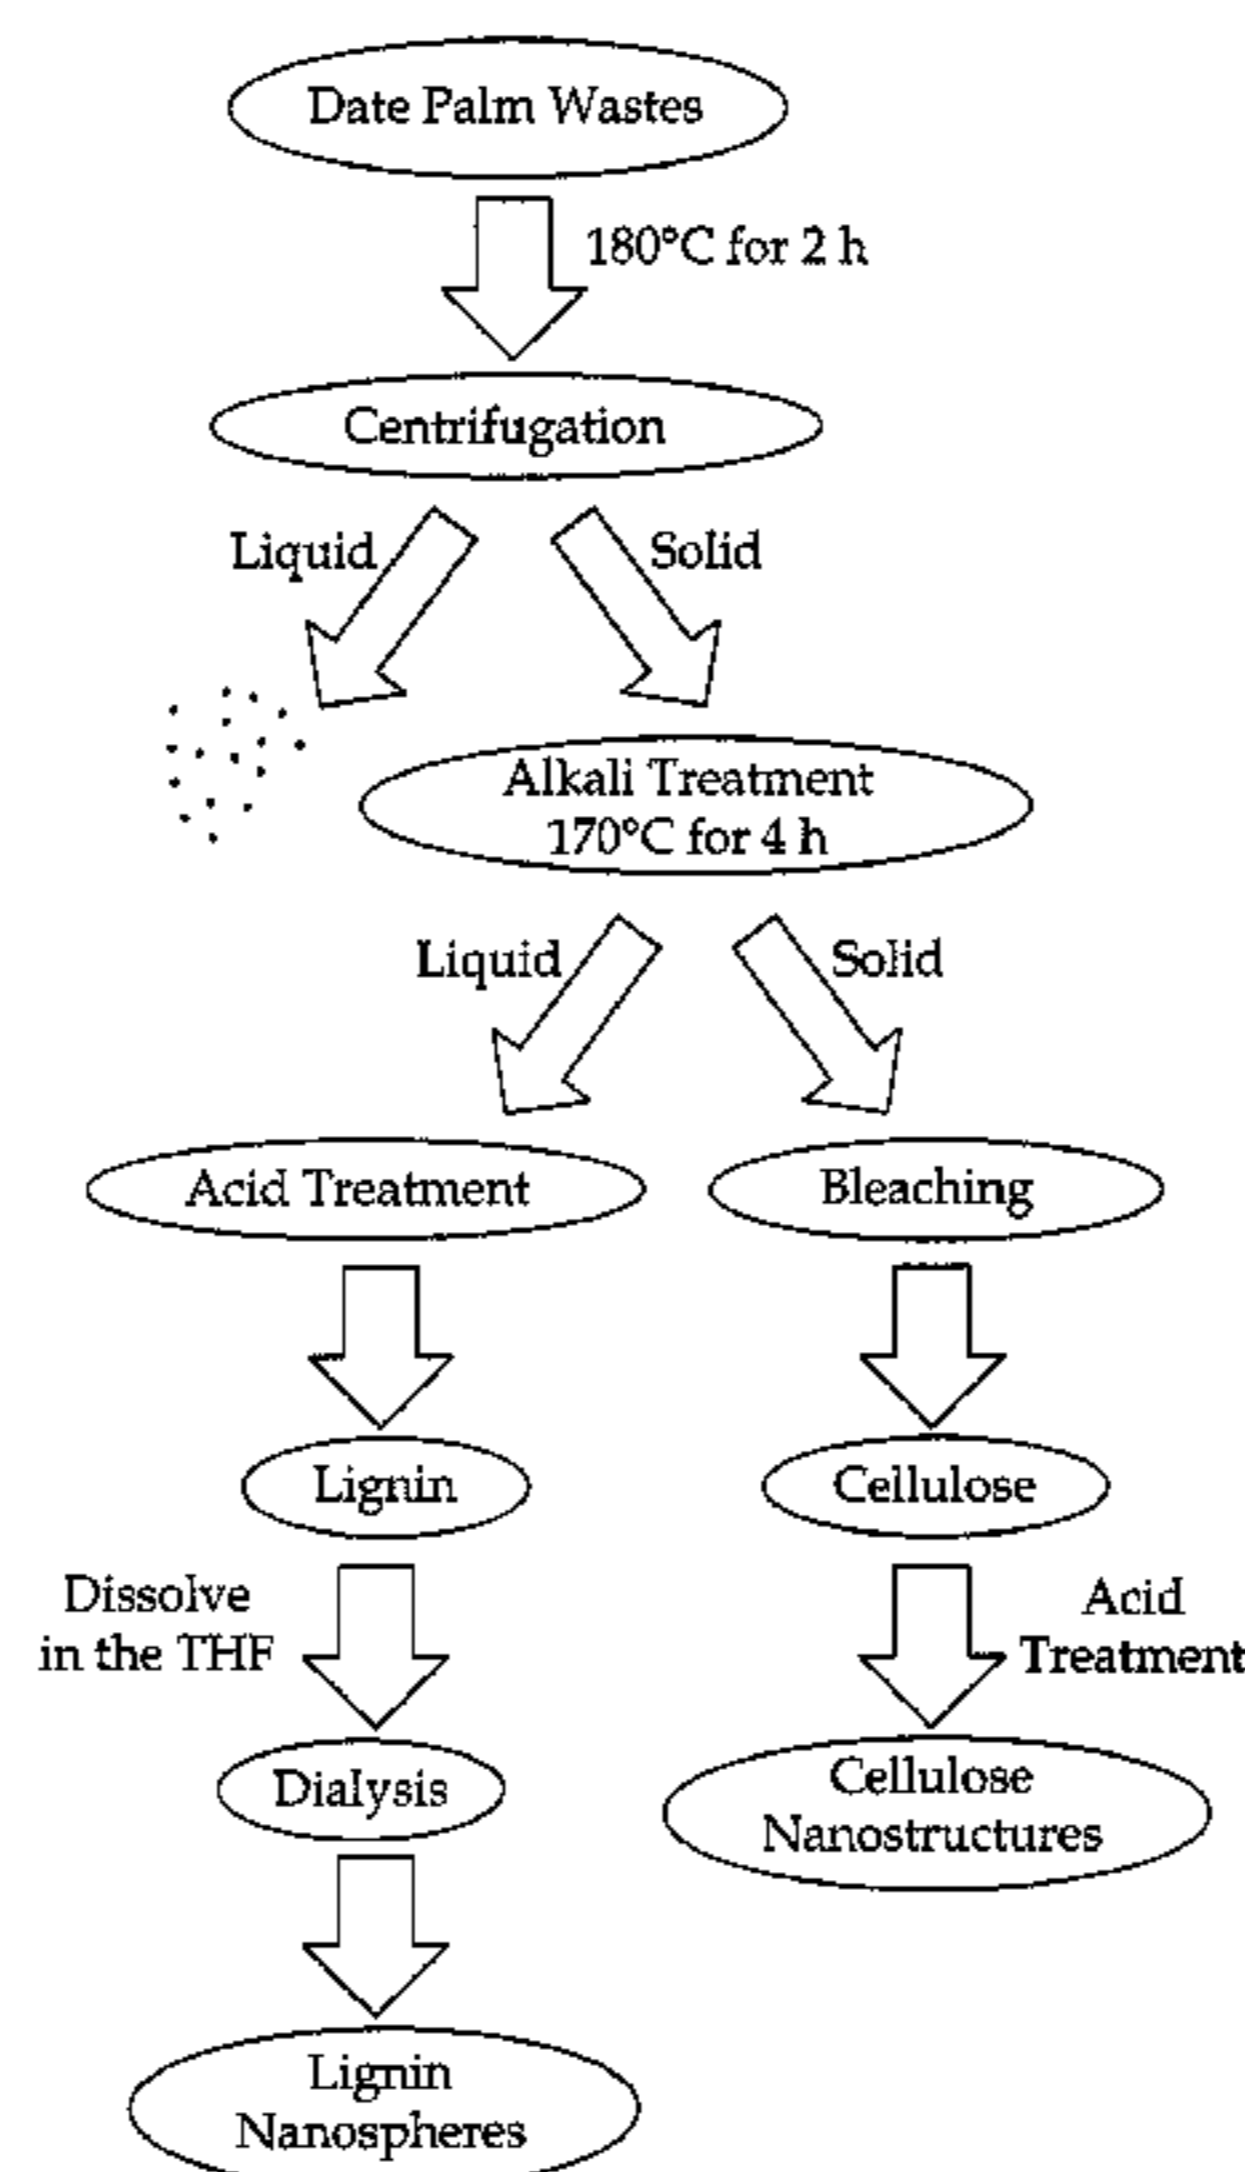 Date Palm Wastes
180°C for 2 h
Centrifugation
Liquid
Solid
Alkali Treatment
170°C for 4 h
Liquid
Solid
Acid Treatment
Bleaching
Lignin
Cellulose
Dissolve
in the THF
Acid
Treatment
Dialysis
Cellulose
Nanostructures
Lignin
Nanospheres